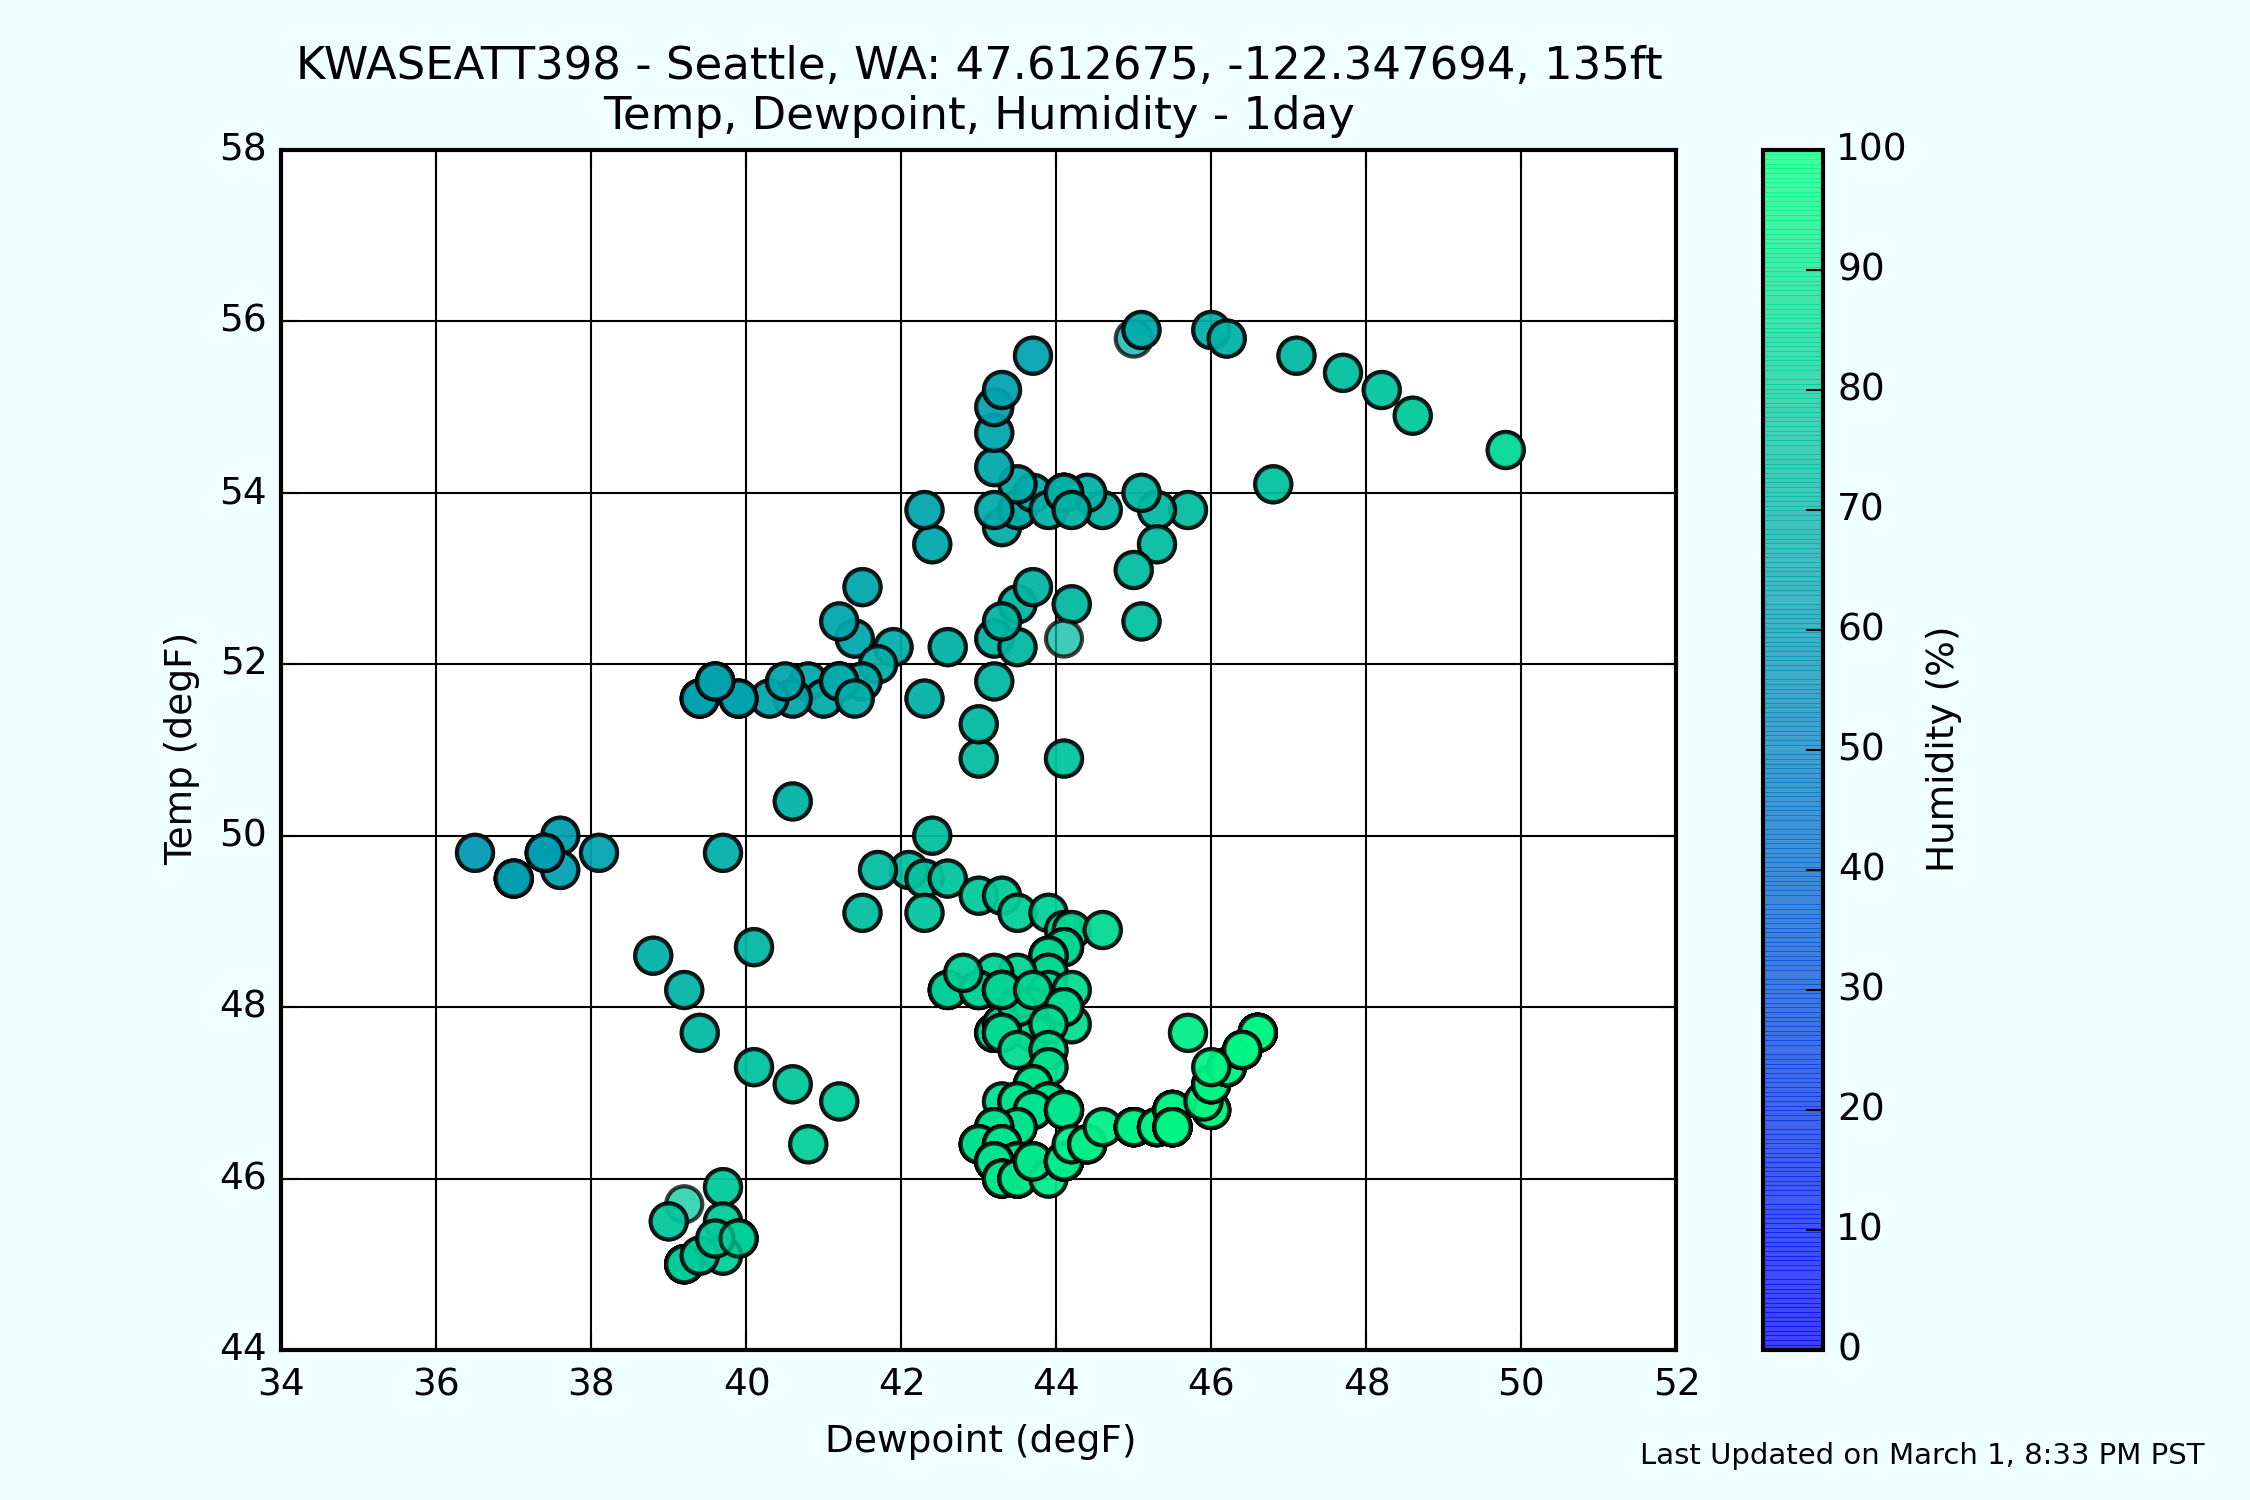 KWASEATT398 - Seattle, WA: 47.612675, -122.347694, 135ft
Temp, Dewpoint, Humidity - 1day
58
56
54
52
50
48
46
44
Temp (degF)
34 36 38 40 42 44 46 48 50 52
Dewpoint (degF)
100
90
80
70
60
50
40
30
20
10
0
Humidity (%)
Last Updated on March 1, 8:33 PM PST